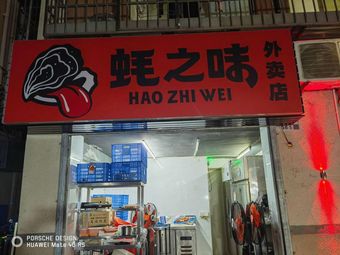 蚝之味
HAO ZHI WEI
外卖店
PORSCHE DESIGN
HUAWEI Mate 40 RS